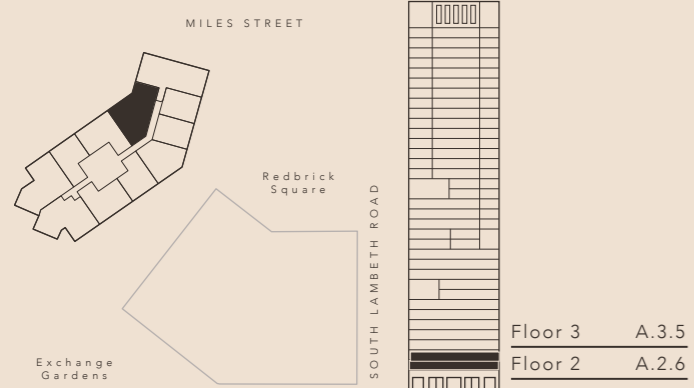 MILES STREET
Redbrick
Square
SOUTH LAMBETH ROAD
Floor 3 A.3.5
Floor 2 A.2.6
Exchange
Gardens